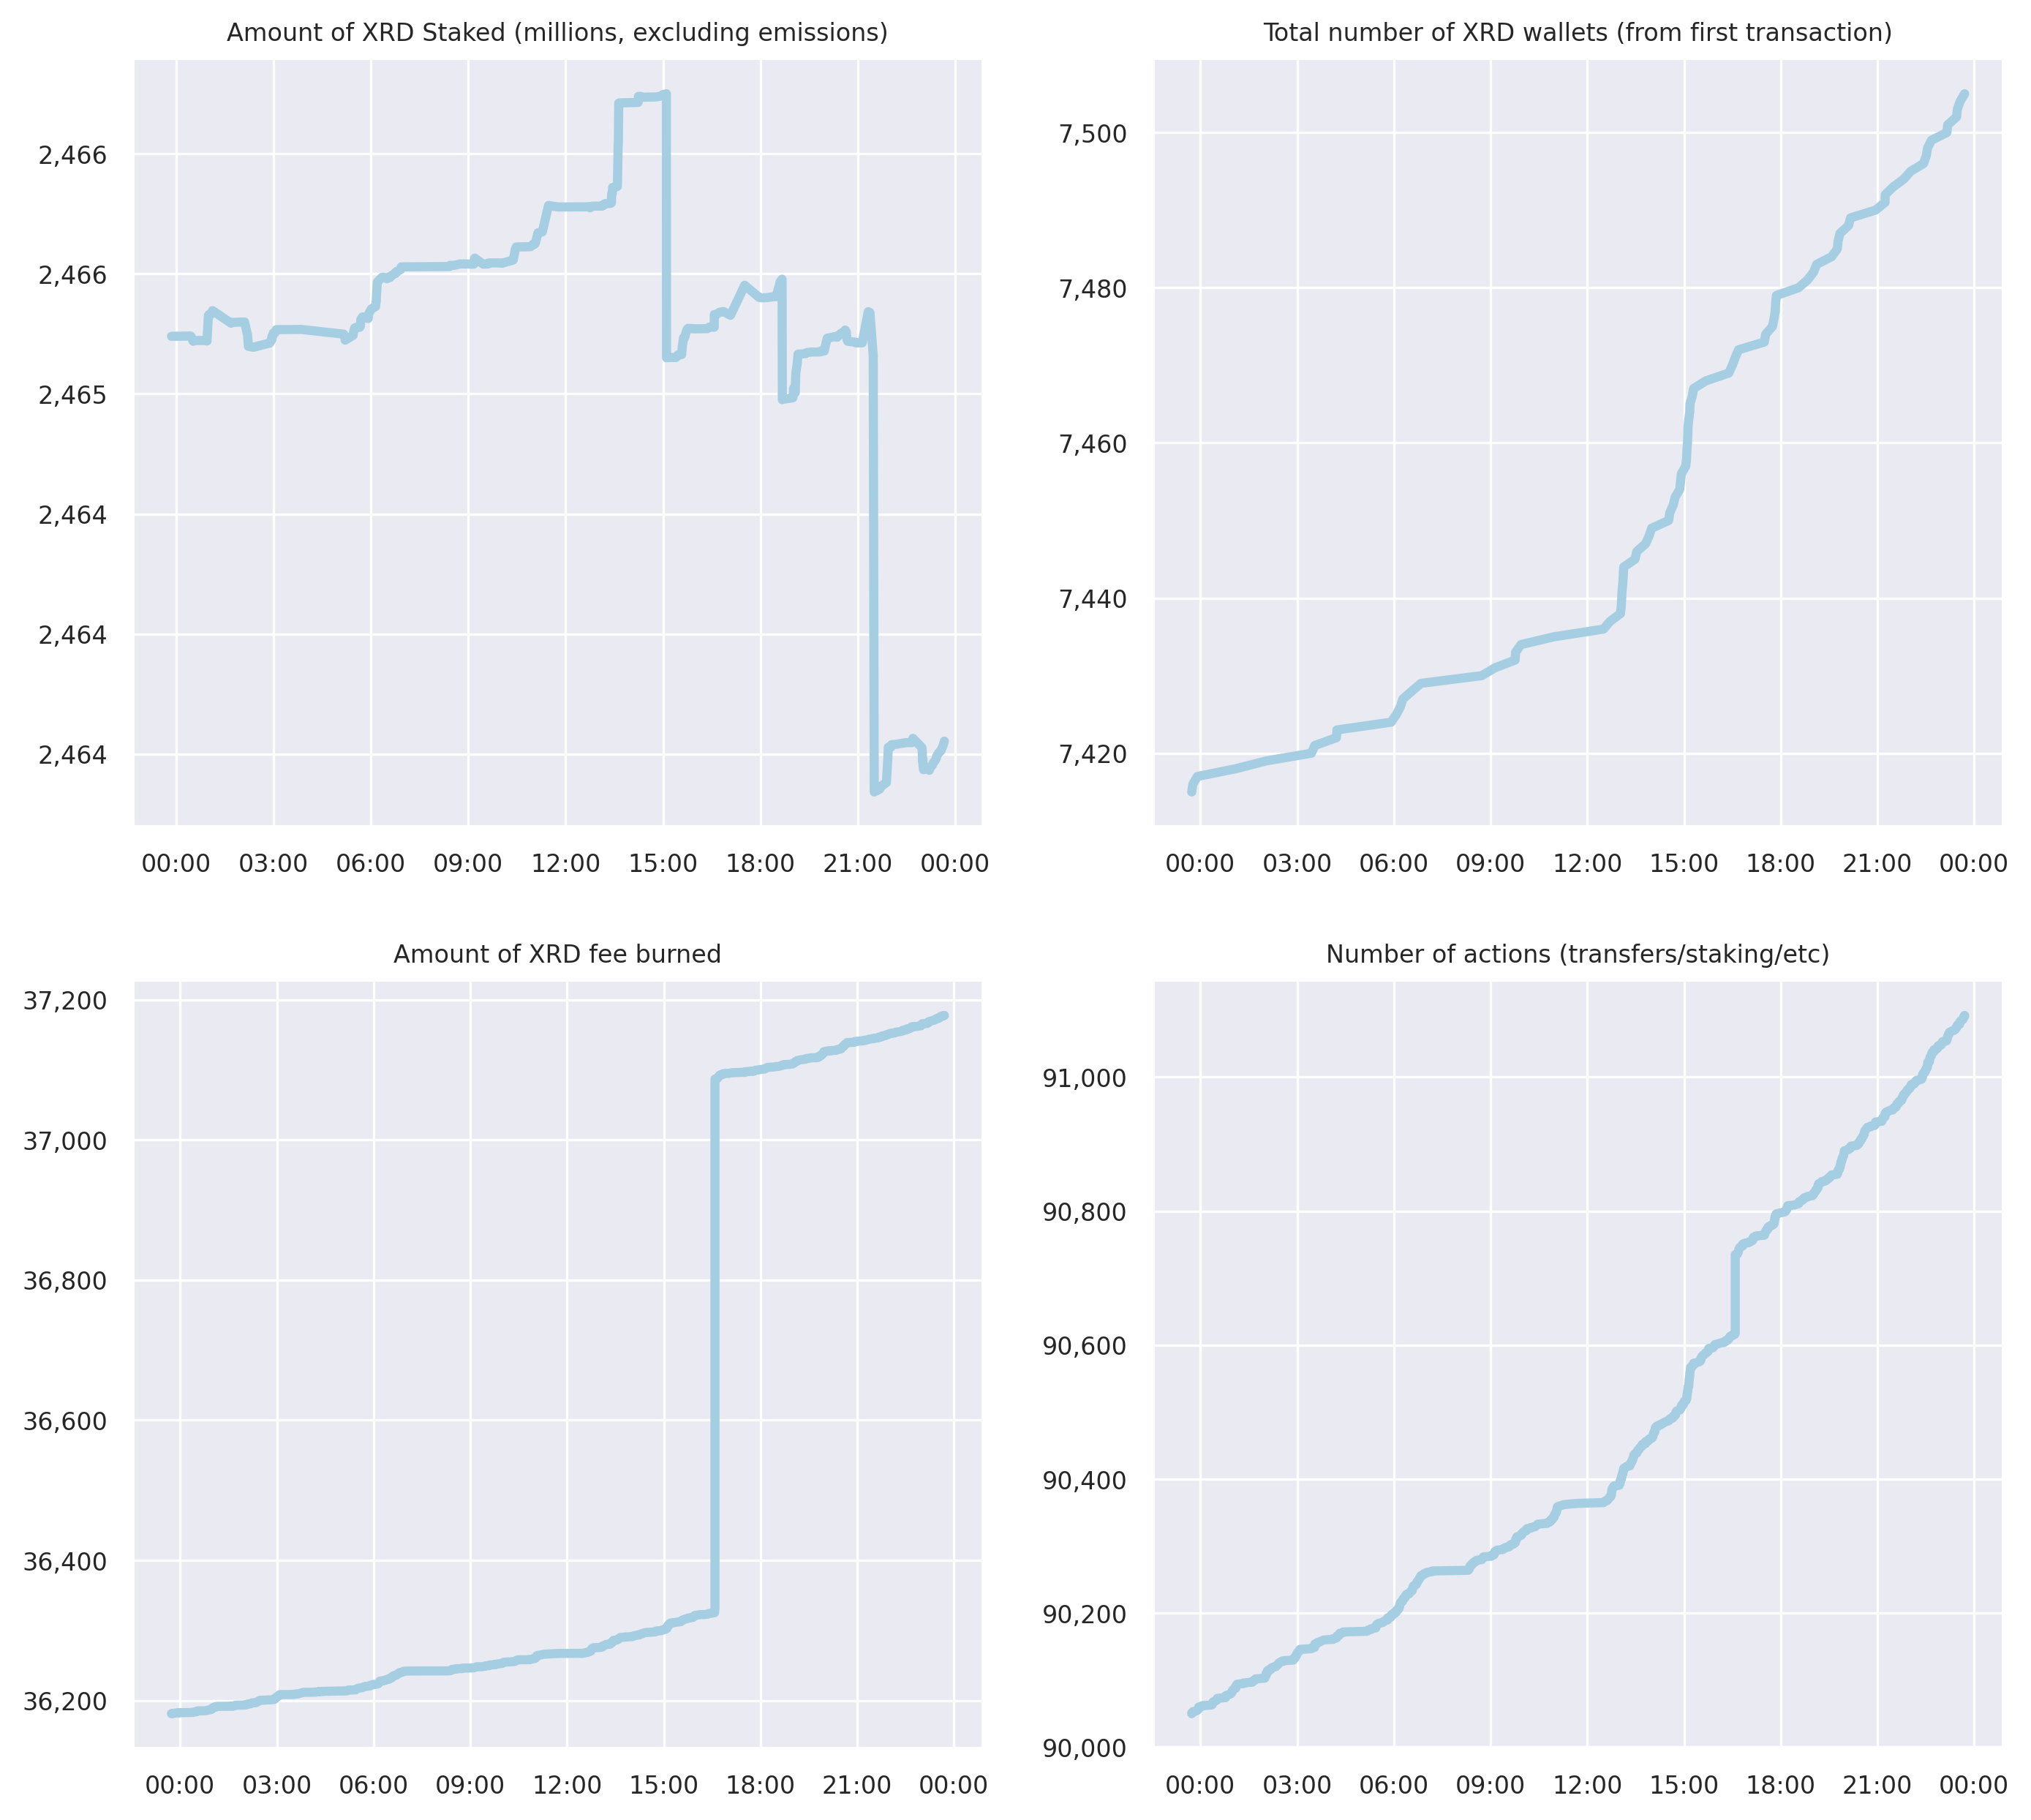 Amount of XRD Staked (millions, excluding emissions)
2,466
2,466
2,465
2,464
2,464
2,464
00:00 03:00 06:00 09:00 12:00 15:00 18:00 21:00 00:00
Total number of XRD wallets (from first transaction)
7,500
7,480
7,460
7,440
7,420
00:00 03:00 06:00 09:00 12:00 15:00 18:00 21:00 00:00
Amount of XRD fee burned
37,200
37,000
36,800
36,600
36,400
36,200
00:00 03:00 06:00 09:00 12:00 15:00 18:00 21:00 00:00
Number of actions (transfers/staking/etc)
91,000
90,800
90,600
90,400
90,200
90,000
00:00 03:00 06:00 09:00 12:00 15:00 18:00 21:00 00:00